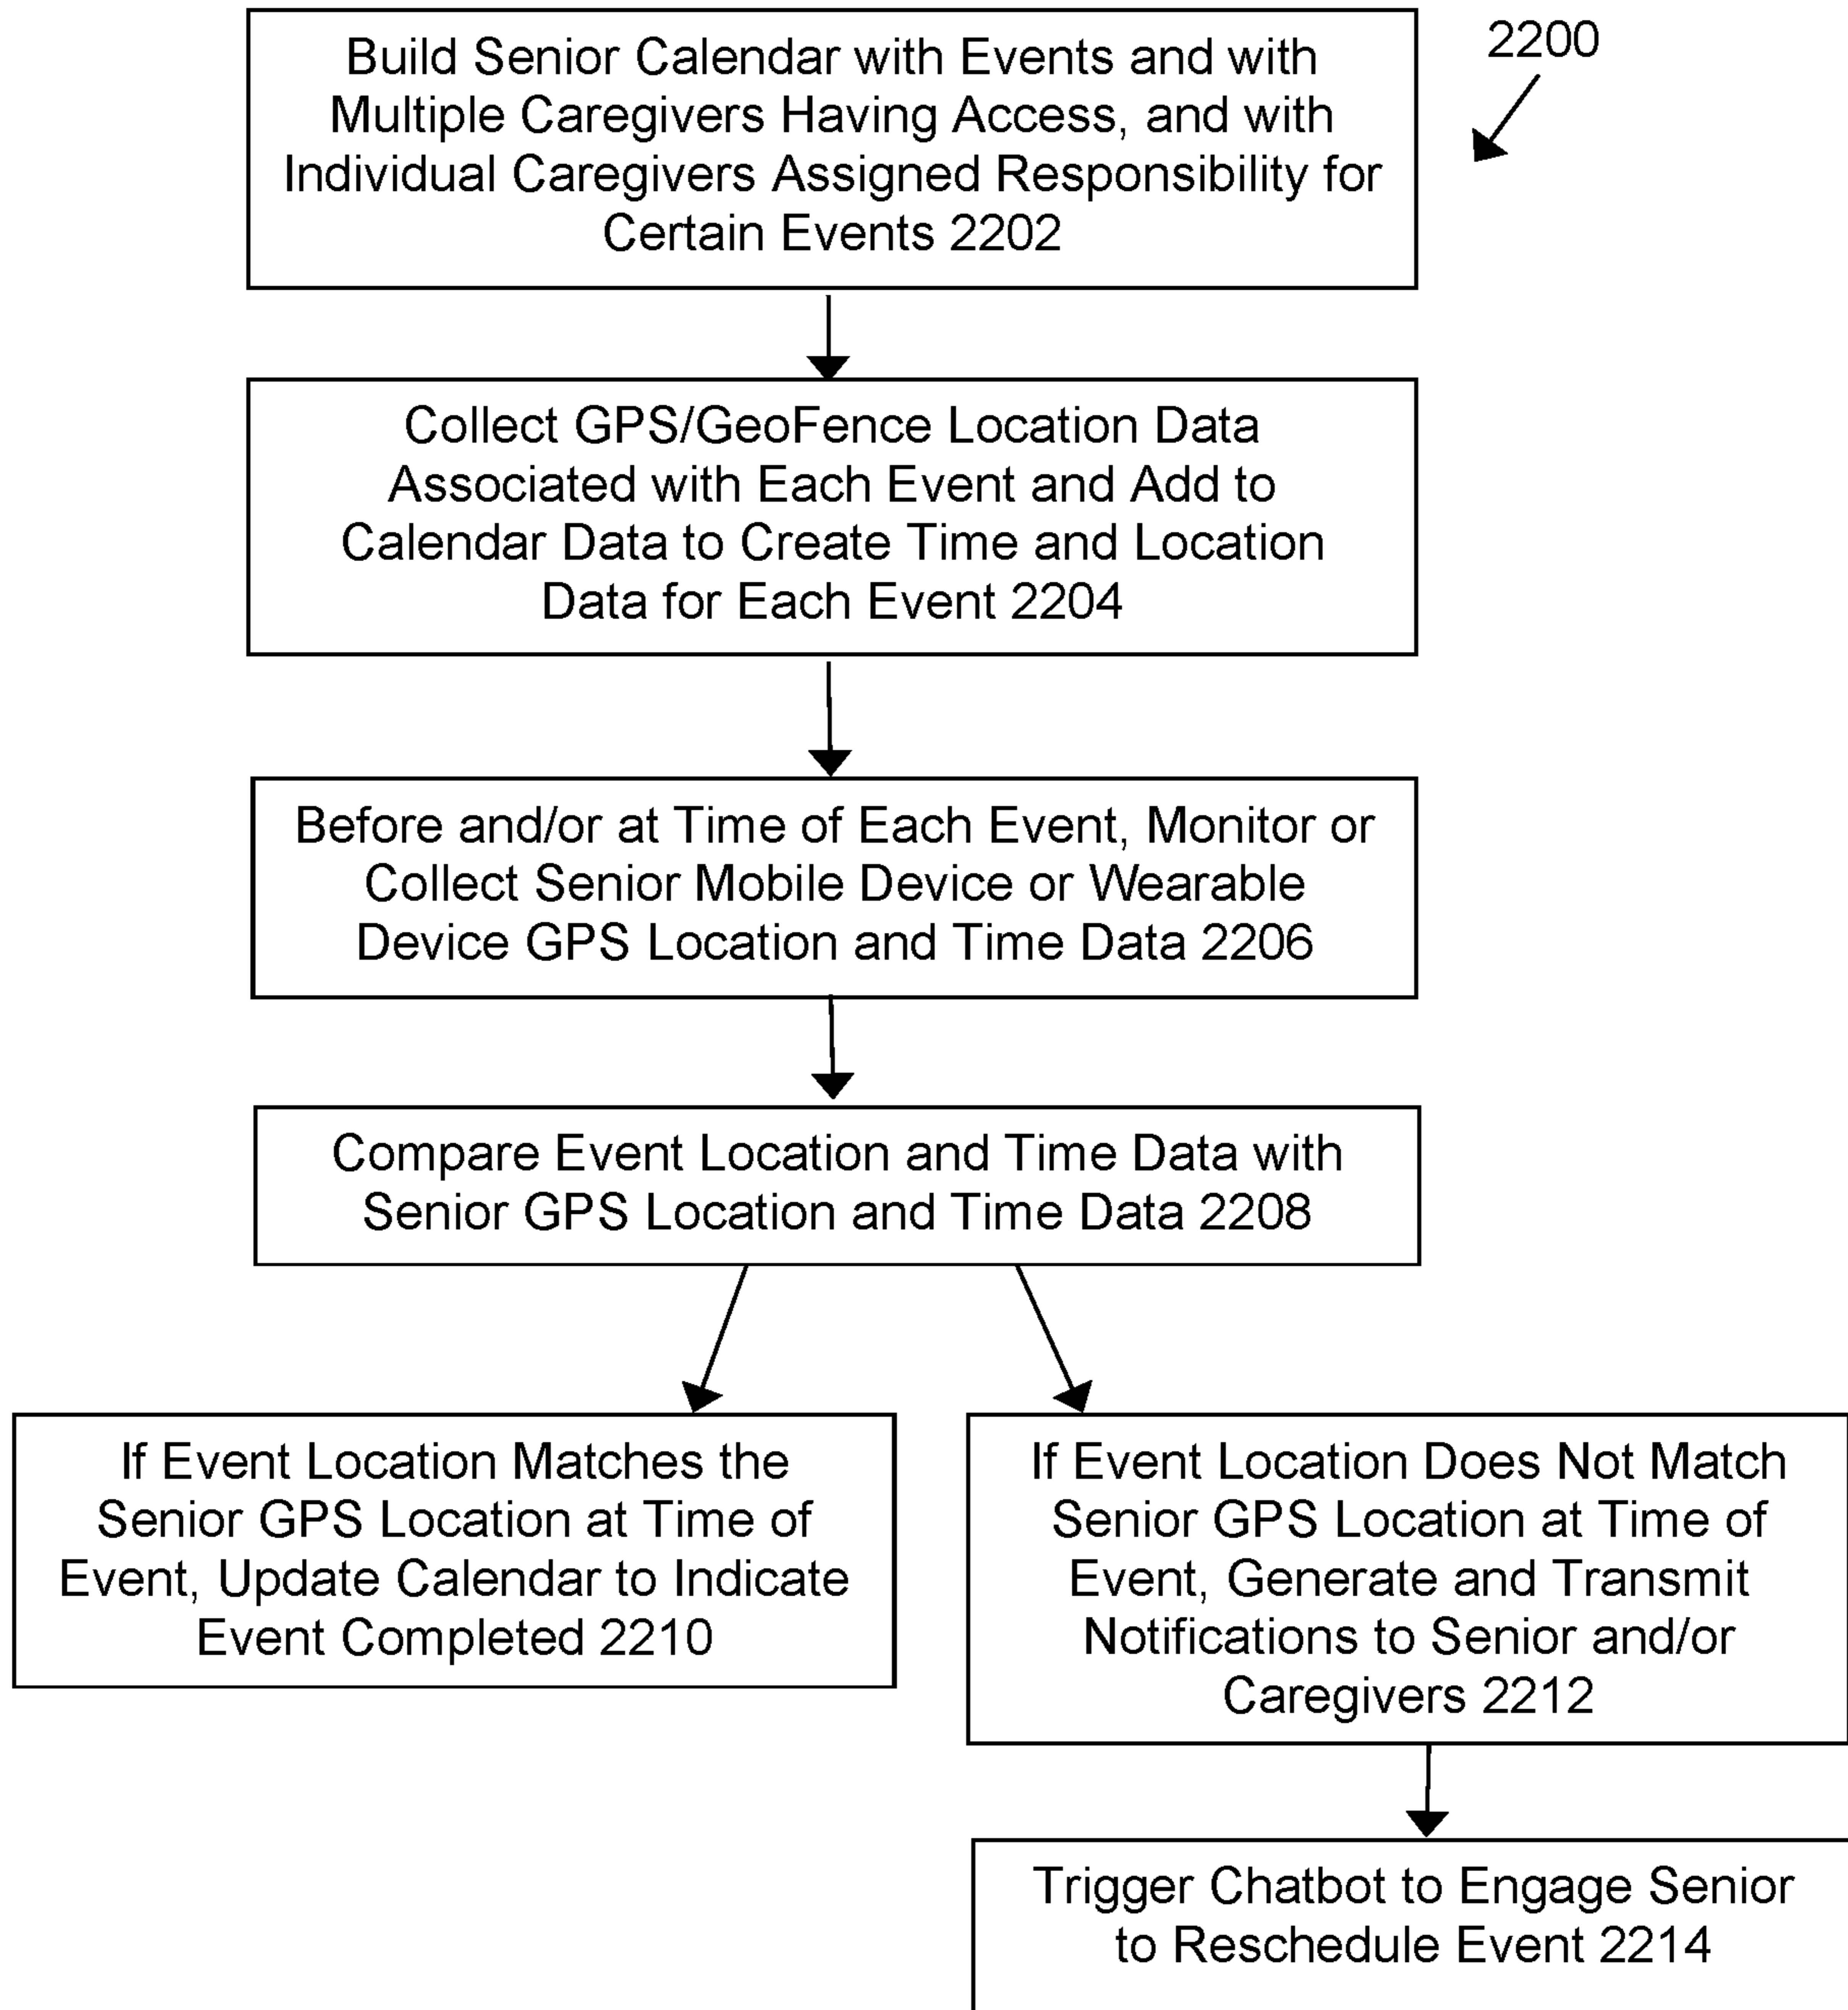 Build Senior Calendar with Events and with
Multiple Caregivers Having Access, and with
Individual Caregivers Assigned Responsibility for
Certain Events 2202
2200
Collect GPS/GeoFence Location Data
Associated with Each Event and Add to
Calendar Data to Create Time and Location
Data for Each Event 2204
Before and/or at Time of Each Event, Monitor or
Collect Senior Mobile Device or Wearable
Device GPS Location and Time Data 2206
Compare Event Location and Time Data with
Senior GPS Location and Time Data 2208
If Event Location Matches the
Senior GPS Location at Time of
Event, Update Calendar to Indicate
Event Completed 2210
If Event Location Does Not Match
Senior GPS Location at Time of
Event, Generate and Transmit
Notifications to Senior and/or
Caregivers 2212
Trigger Chatbot to Engage Senior
to Reschedule Event 2214